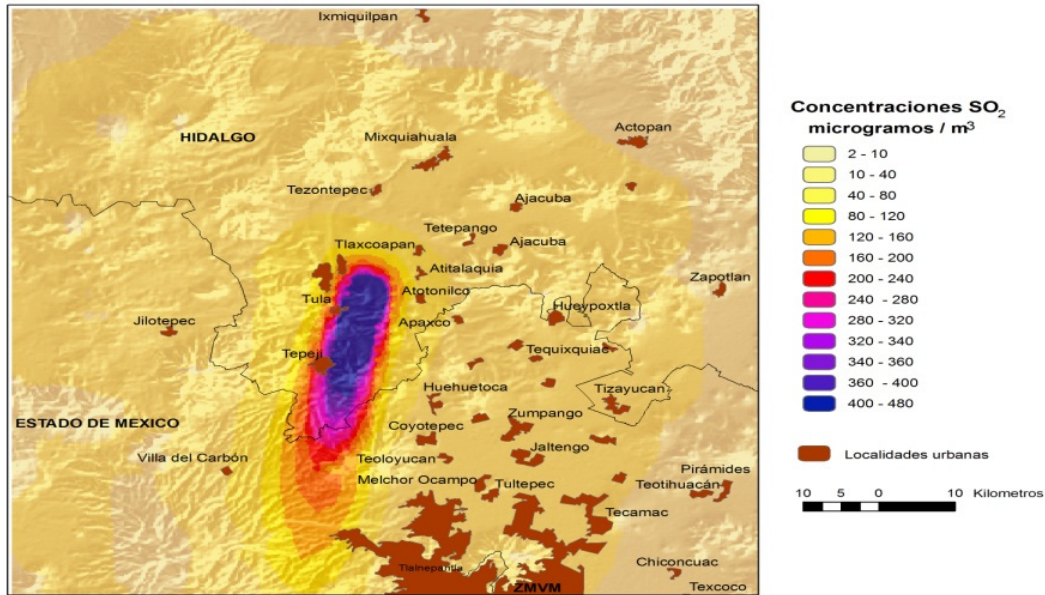 Ixmiquilpan
HIDALGO
Mixquiahuala
Actopan
Tezontepec
Ajacuba
Tetepango
Ajacuba
Tlaxcoapan
Atitalaquia
Zapotlan
Atotonilco
Tula
Hueypoxtla
Jilotepec
Apaxco
Tepeji
Tequixquiac
Huehuetoca
Tizayucan
ESTADO DE MEXICO
Zumpango
Coyotepec
Jaltengo
Villa del Carbón
Teoloyucan
Melchor Ocampo
Tultepec
Pirámides
Teotihuacán
Tecamac
Tlalnepantla
Chiconcuac
ZMVM
Texcoco
Concentraciones SO2
microgramos / m3
2 - 10
10 - 40
40 - 80
80 - 120
120 - 160
160 - 200
200 - 240
240 - 280
280 - 320
320 - 340
340 - 360
360 - 400
400 - 480
Localidades urbanas
10 5 0 10 Kilometros